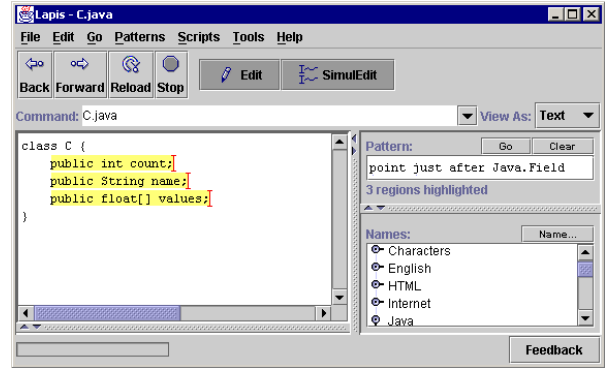 Lapis - C.java
File Edit Go Patterns Scripts Tools Help
Back Forward Reload Stop Edit SimulEdit
Command: C.java View As: Text
class C {
public int count;
public String name;
public float[] values;
}
Pattern: Go Clear
point just after Java.Field
3 regions highlighted
Names: Name...
Characters
English
HTML
Internet
Java
Feedback